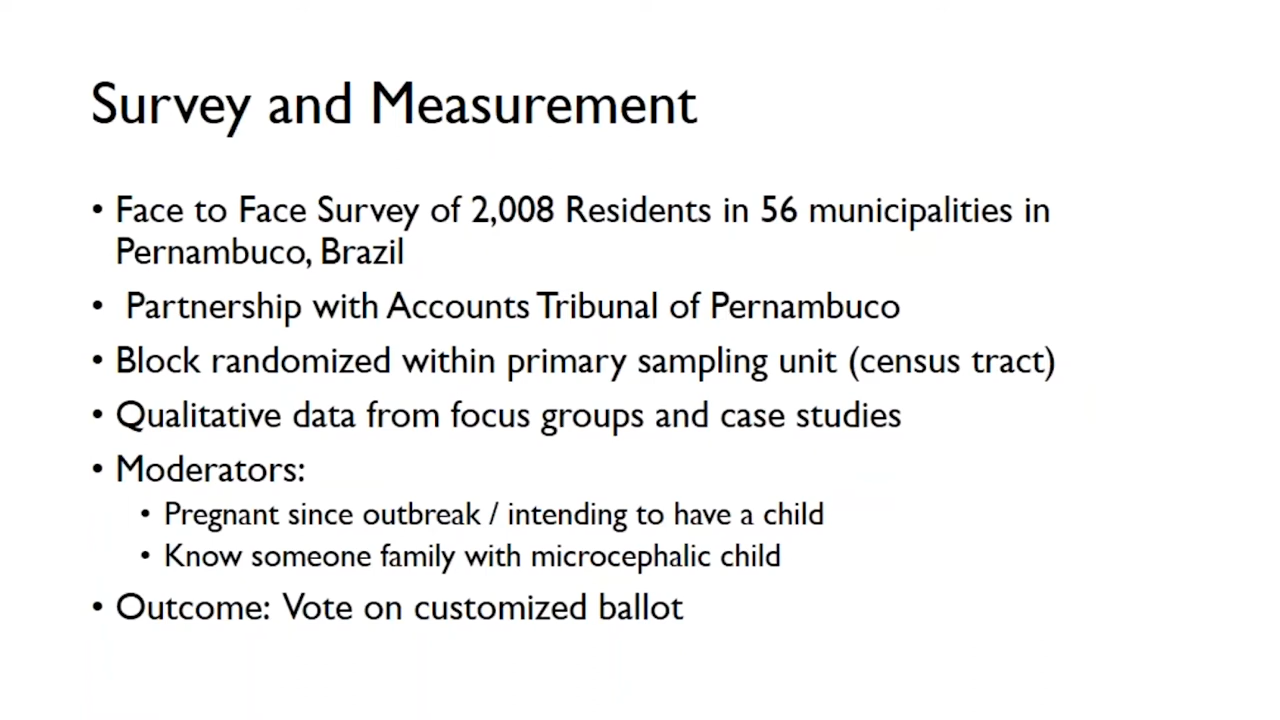 Survey and Measurement
• Face to Face Survey of 2,008 Residents in 56 municipalities in
Pernambuco, Brazil
• Partnership with Accounts Tribunal of Pernambuco
• Block randomized within primary sampling unit (census tract)
• Qualitative data from focus groups and case studies
• Moderators:
• Pregnant since outbreak / intending to have a child
• Know someone family with microcephalic child
• Outcome: Vote on customized ballot